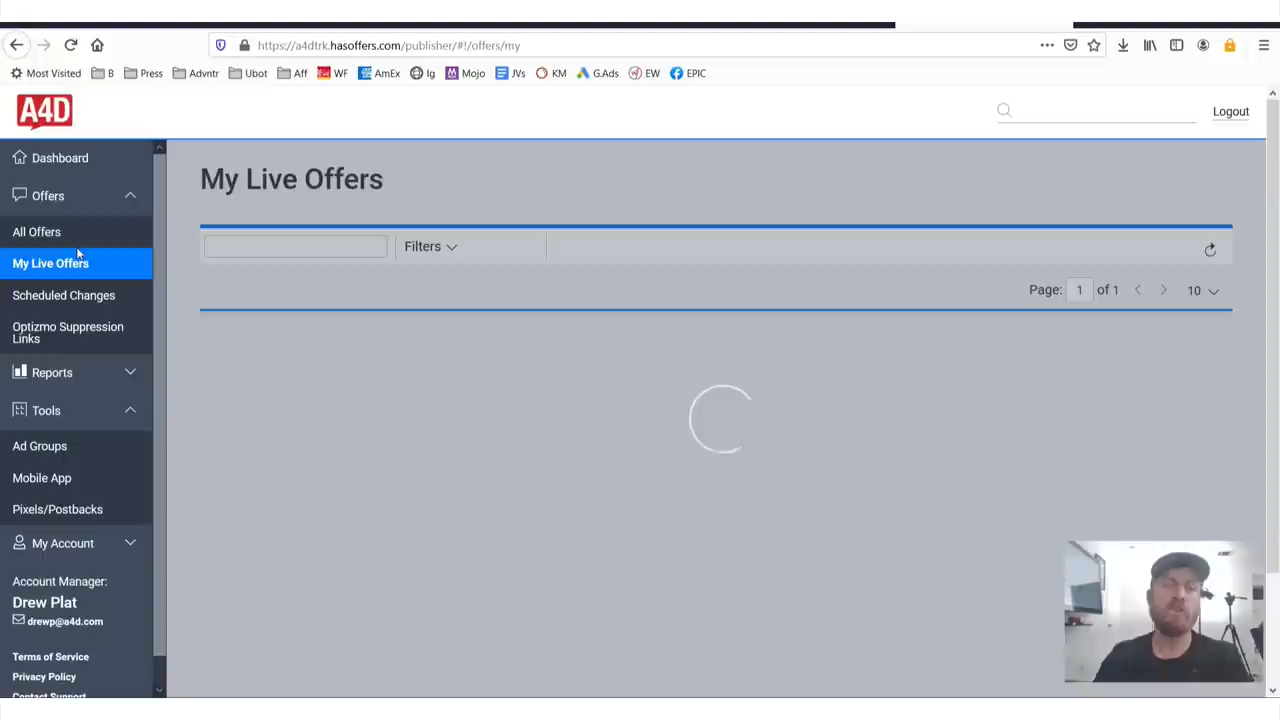 https://a4dtrk.hasoffers.com/publisher/#!/offers/my
Most Visited
B
Press
Advntr
Ubot
Aff
WF
AmEx
Ig
Mojo
JVs
KM
G.Ads
EW
EPIC
A4D
Logout
Dashboard
Offers
All Offers
My Live Offers
Scheduled Changes
Optizmo Suppression
Links
Reports
Tools
Ad Groups
Mobile App
Pixels/Postbacks
My Account
Account Manager:
Drew Plat
drewp@a4d.com
Terms of Service
Privacy Policy
Contact Support
My Live Offers
Filters
Page: 1 of 1
10